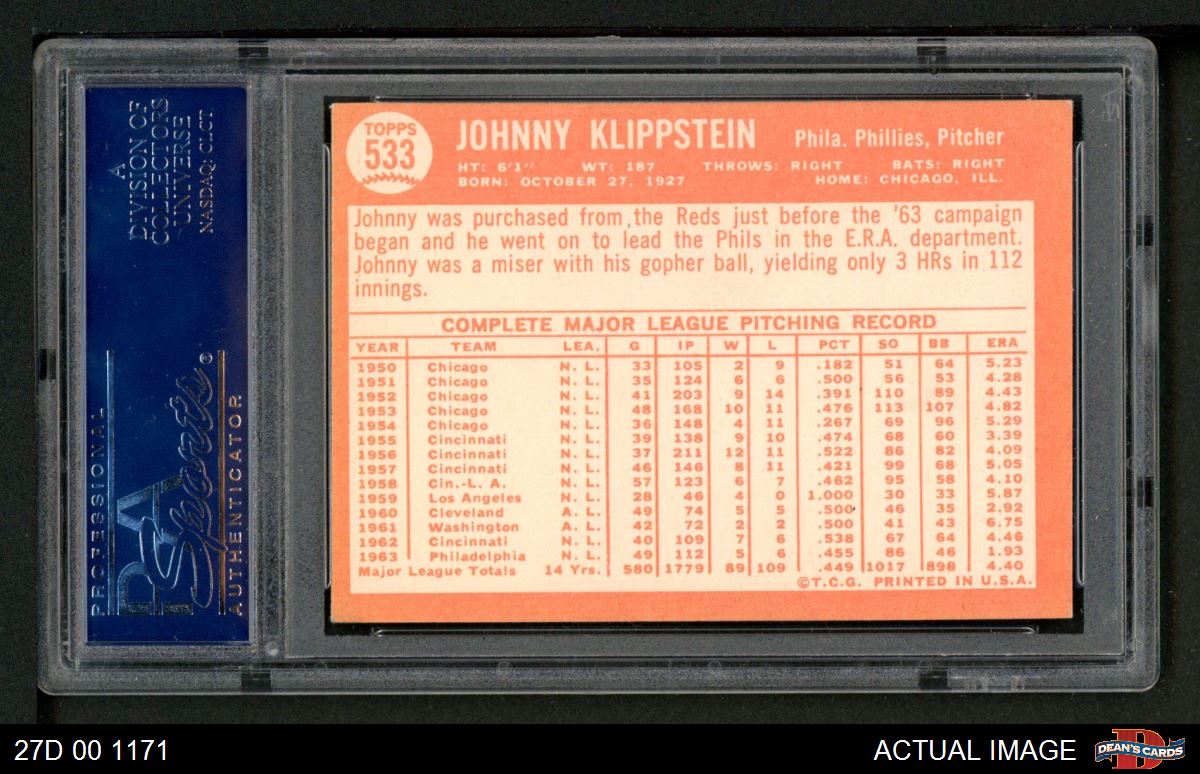 A
DIVISION OF
COLLECTORS
UNIVERSE
NASDAQ: CLCT
PROFESSIONAL
PSA
Sports®
AUTHENTICATOR
TOPPS
533
JOHNNY KLIPPSTEIN Phila. Phillies, Pitcher
HT: 6'1" WT: 187 THROWS: RIGHT BATS: RIGHT
BORN: OCTOBER 27, 1927 HOME: CHICAGO, ILL.
Johnny was purchased from the Reds just before the '63 campaign
began and he went on to lead the Phils in the E.R.A. department.
Johnny was a miser with his gopher ball, yielding only 3 HRs in 112
innings.
COMPLETE MAJOR LEAGUE PITCHING RECORD
YEAR TEAM LEA. G IP W L PCT SO BB ERA
1950 Chicago N. L. 33 105 2 9 .182 51 64 5.23
1951 Chicago N. L. 35 124 6 6 .500 56 53 4.28
1952 Chicago N. L. 41 203 9 14 .391 110 89 4.43
1953 Chicago N. L. 48 168 10 11 .476 113 107 4.82
1954 Chicago N. L. 36 148 4 11 .267 69 96 5.29
1955 Cincinnati N. L. 39 138 9 10 .474 68 60 3.39
1956 Cincinnati N. L. 37 211 12 11 .522 86 82 4.09
1957 Cincinnati N. L. 46 146 8 11 .421 99 68 5.05
1958 Cin.-L. A. N. L. 57 123 6 7 .462 95 58 4.10
1959 Los Angeles N. L. 28 46 4 0 1.000 30 33 5.87
1960 Cleveland A. L. 49 74 5 5 .500 46 35 2.92
1961 Washington A. L. 42 72 2 2 .500 41 43 6.75
1962 Cincinnati N. L. 40 109 7 6 .538 67 64 4.46
1963 Philadelphia N. L. 49 112 5 6 .455 86 46 1.93
Major League Totals 14 Yrs. 580 1779 89 109 .449 1017 898 4.40
©T.C.G. PRINTED IN U.S.A.
27D 00 1171
ACTUAL IMAGE
DEAN'S CARDS